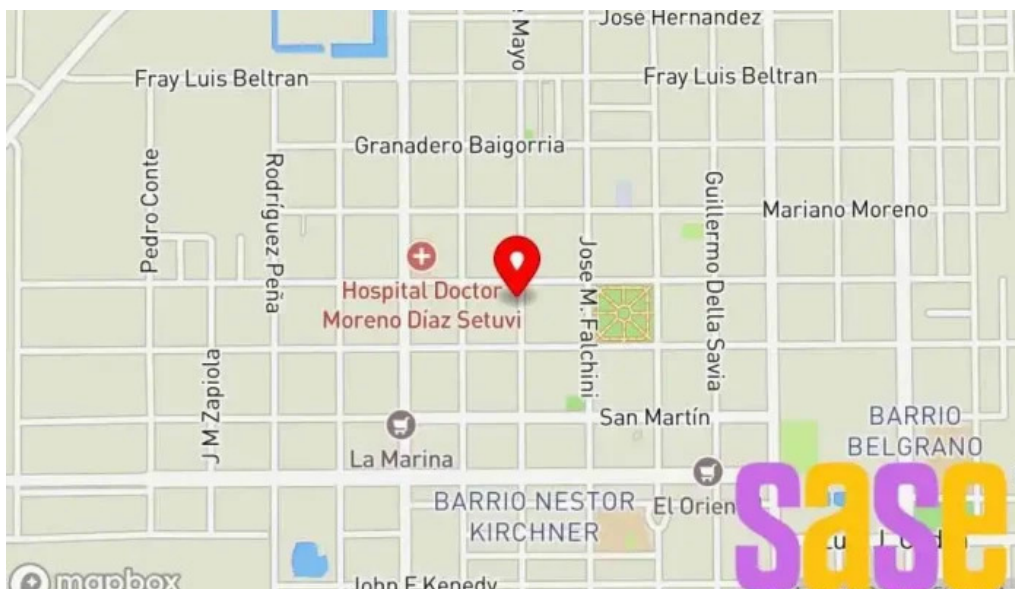 José Hernandez
Mayo
Fray Luis Beltran
Fray Luis Beltran
Granadero Baigorria
Pedro Conte
Rodríguez Peña
Guillermo Della Savia
Mariano Moreno
Jose M. Falchini
Hospital Doctor
Moreno Díaz Setuvi
J M Zapiola
San Martín
La Marina
BARRIO
BELGRANO
BARRIO NESTOR
KIRCHNER
El Orien
sase
mapbox
John F Kenedy